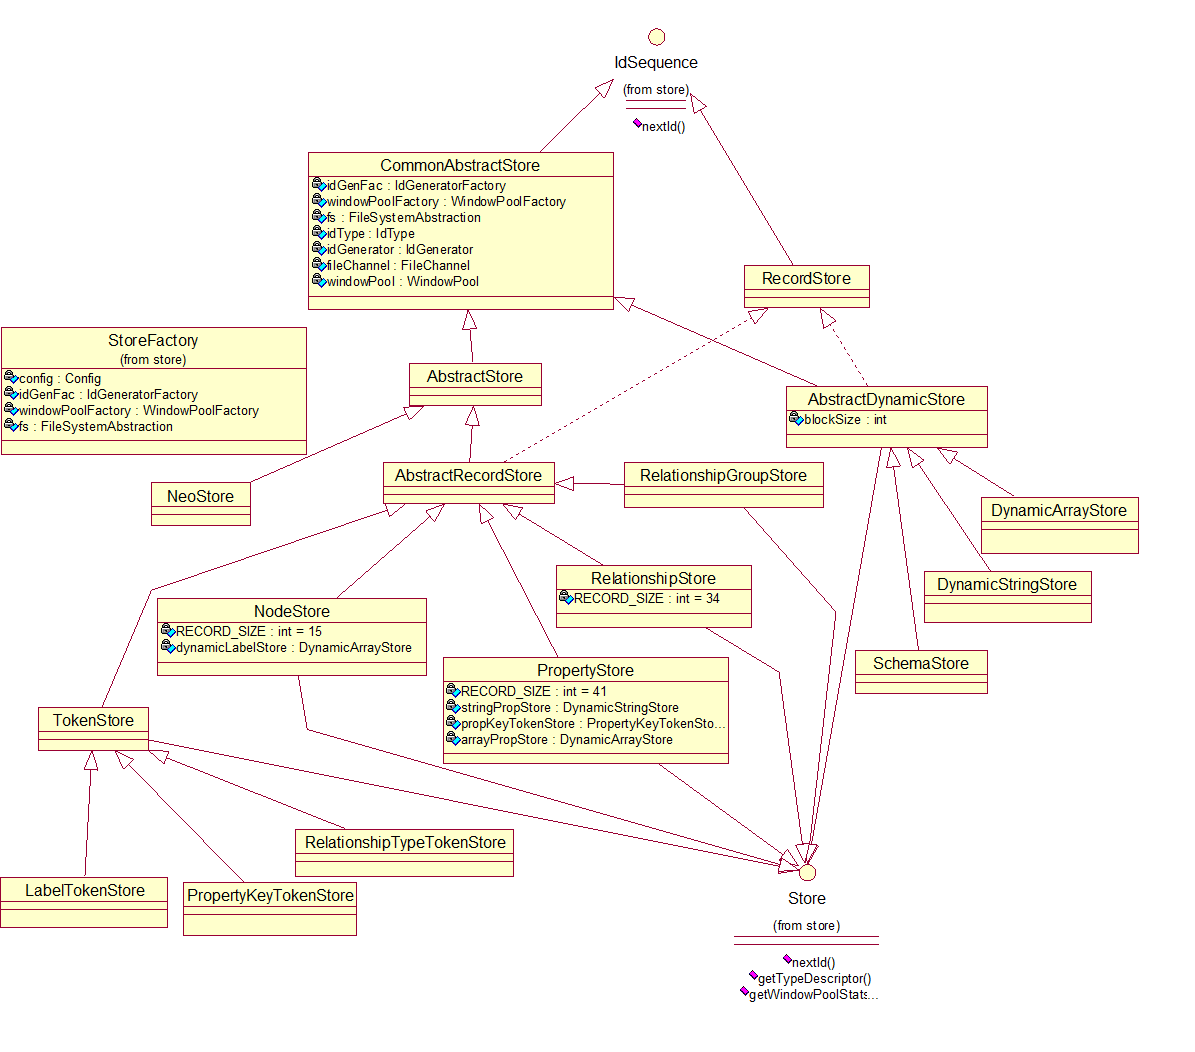 IdSequence
(from store)
nextId()
CommonAbstractStore
idGenFac : IdGeneratorFactory
windowPoolFactory : WindowPoolFactory
fs : FileSystemAbstraction
idType : IdType
idGenerator : IdGenerator
fileChannel : FileChannel
windowPool : WindowPool
RecordStore
StoreFactory
(from store)
config : Config
idGenFac : IdGeneratorFactory
windowPoolFactory : WindowPoolFactory
fs : FileSystemAbstraction
AbstractStore
AbstractDynamicStore
blockSize : int
NeoStore
AbstractRecordStore
RelationshipGroupStore
DynamicArrayStore
DynamicStringStore
RelationshipStore
RECORD_SIZE : int = 34
NodeStore
RECORD_SIZE : int = 15
dynamicLabelStore : DynamicArrayStore
SchemaStore
PropertyStore
RECORD_SIZE : int = 41
stringPropStore : DynamicStringStore
propKeyTokenStore : PropertyKeyTokenSto...
arrayPropStore : DynamicArrayStore
TokenStore
RelationshipTypeTokenStore
LabelTokenStore
PropertyKeyTokenStore
Store
(from store)
nextId()
getTypeDescriptor()
getWindowPoolStats...